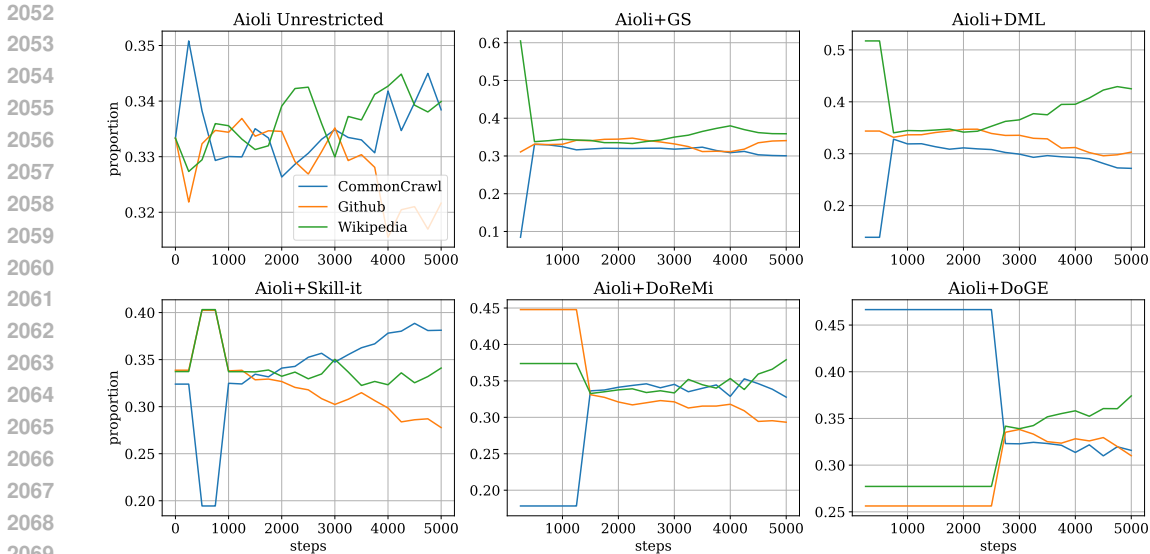 2052
2053
2054
2055
2056
2057
2058
2059
2060
2061
2062
2063
2064
2065
2066
2067
2068
2069
Aioli Unrestricted
proportion
0.35
0.34
0.33
0.32
0 1000 2000 3000 4000 5000
CommonCrawl
Github
Wikipedia
Aioli+GS
0.6
0.5
0.4
0.3
0.2
0.1
1000 2000 3000 4000 5000
Aioli+DML
0.5
0.4
0.3
0.2
1000 2000 3000 4000 5000
Aioli+Skill-it
proportion
0.40
0.35
0.30
0.25
0.20
0 1000 2000 3000 4000 5000
steps
Aioli+DoReMi
0.45
0.40
0.35
0.30
0.25
0.20
1000 2000 3000 4000 5000
steps
Aioli+DoGE
0.45
0.40
0.35
0.30
0.25
1000 2000 3000 4000 5000
steps